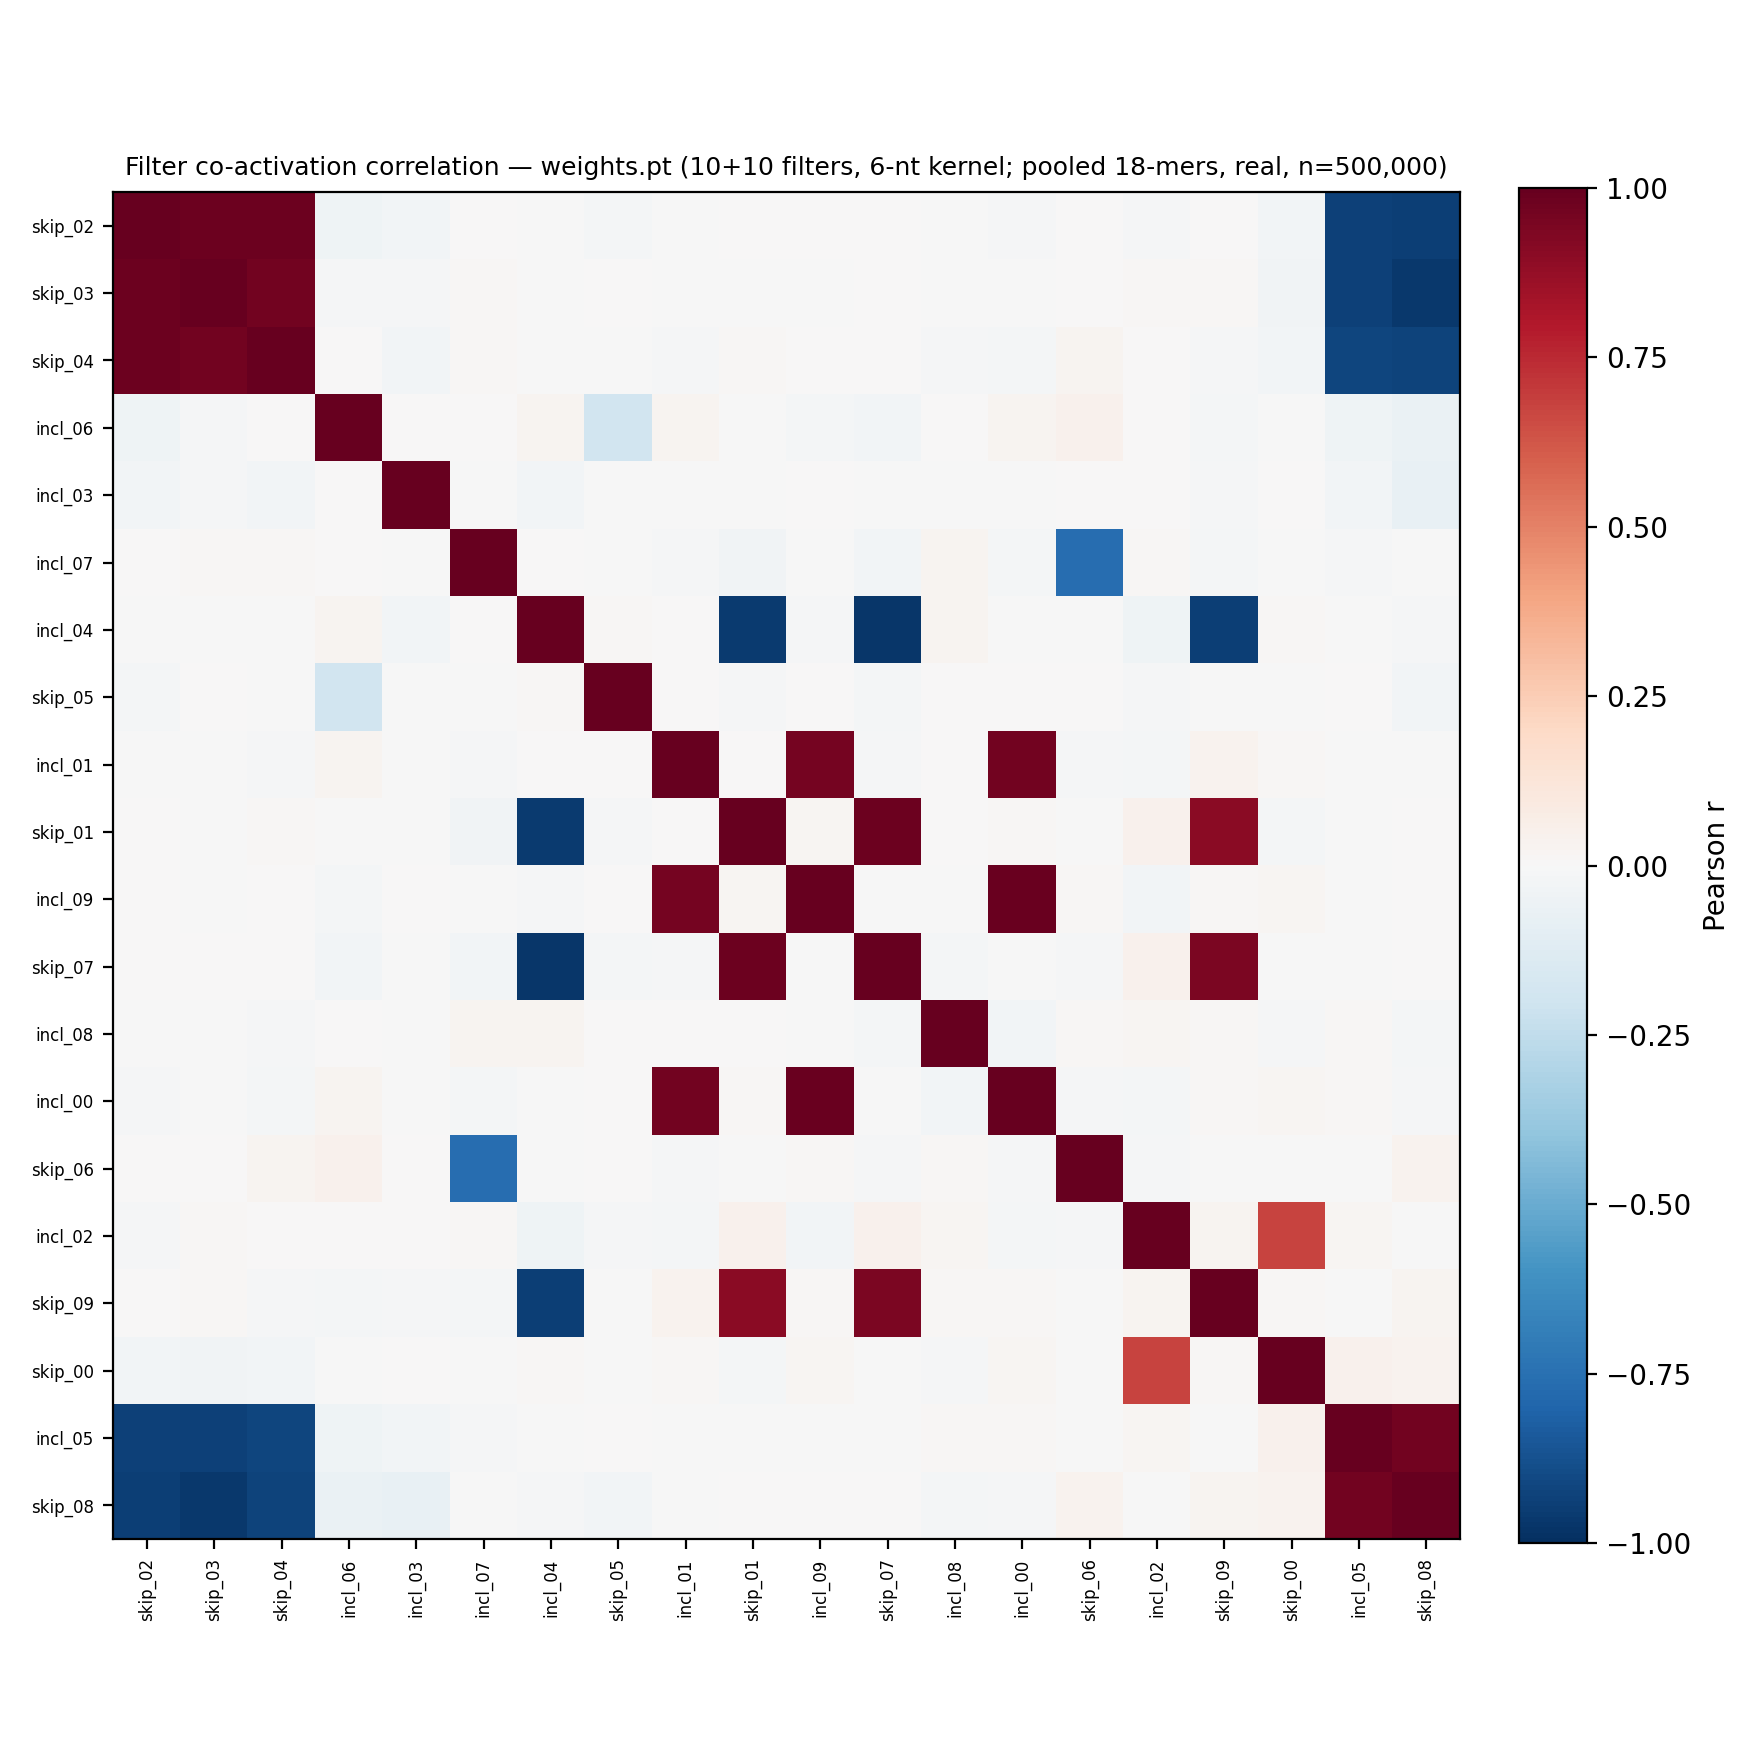 Filter co-activation correlation — weights.pt (10+10 filters, 6-nt kernel; pooled 18-mers, real, n=500,000)
skip_02
skip_03
skip_04
incl_06
incl_03
incl_07
incl_04
skip_05
incl_01
skip_01
incl_09
skip_07
incl_08
incl_00
skip_06
incl_02
skip_09
skip_00
incl_05
skip_08
skip_02
skip_03
skip_04
incl_06
incl_03
incl_07
incl_04
skip_05
incl_01
skip_01
incl_09
skip_07
incl_08
incl_00
skip_06
incl_02
skip_09
skip_00
incl_05
skip_08
1.00
0.75
0.50
0.25
0.00
−0.25
−0.50
−0.75
−1.00
Pearson r